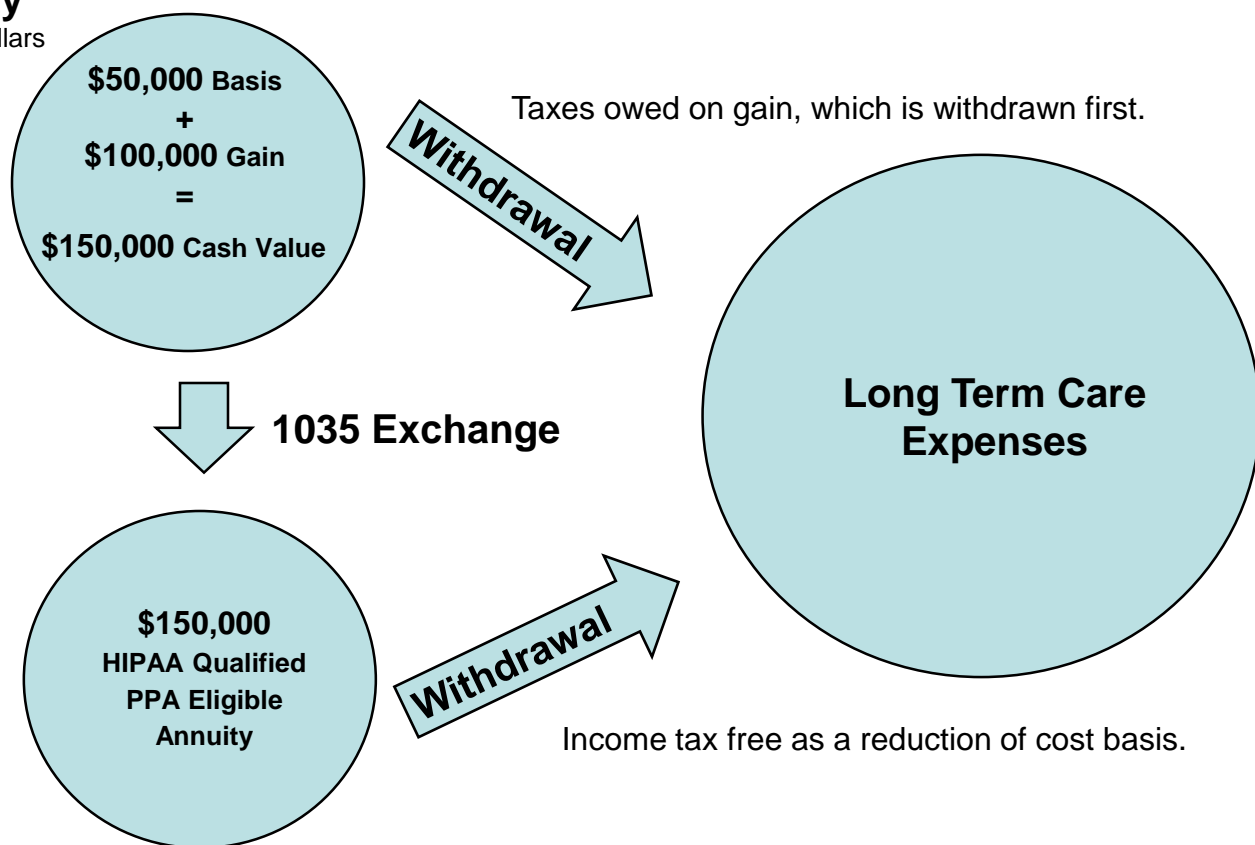 $50,000 Basis
+
$100,000 Gain
=
$150,000 Cash Value
Taxes owed on gain, which is withdrawn first.
Withdrawal
Long Term Care
Expenses
1035 Exchange
$150,000
HIPAA Qualified
PPA Eligible
Annuity
Withdrawal
Income tax free as a reduction of cost basis.